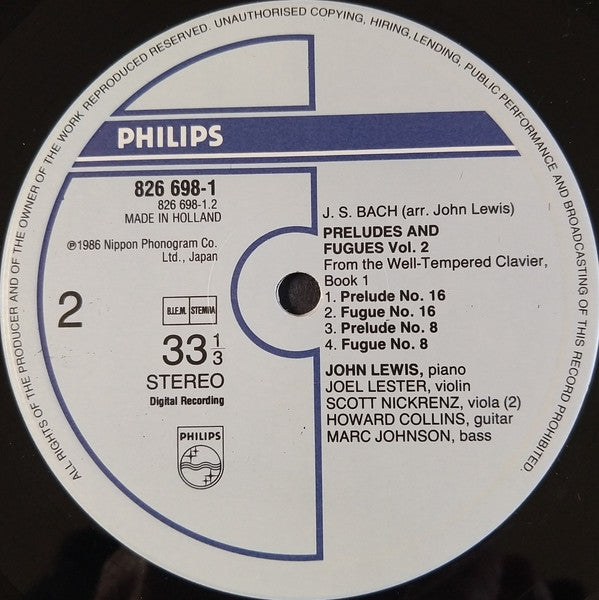 ALL RIGHTS OF THE PRODUCER AND OF THE OWNER OF THE WORK REPRODUCED RESERVED. UNAUTHORISED COPYING, HIRING, LENDING, PUBLIC PERFORMANCE AND BROADCASTING OF THIS RECORD PROHIBITED.
PHILIPS
826 698-1
826 698-1.2
MADE IN HOLLAND
℗1986 Nippon Phonogram Co.
Ltd., Japan
2
B.I.E.M. STEMRA
33 1/3
STEREO
Digital Recording
PHILIPS
J. S. BACH (arr. John Lewis)
PRELUDES AND
FUGUES Vol. 2
From the Well-Tempered Clavier,
Book 1
1. Prelude No. 16
2. Fugue No. 16
3. Prelude No. 8
4. Fugue No. 8
JOHN LEWIS, piano
JOEL LESTER, violin
SCOTT NICKRENZ, viola (2)
HOWARD COLLINS, guitar
MARC JOHNSON, bass